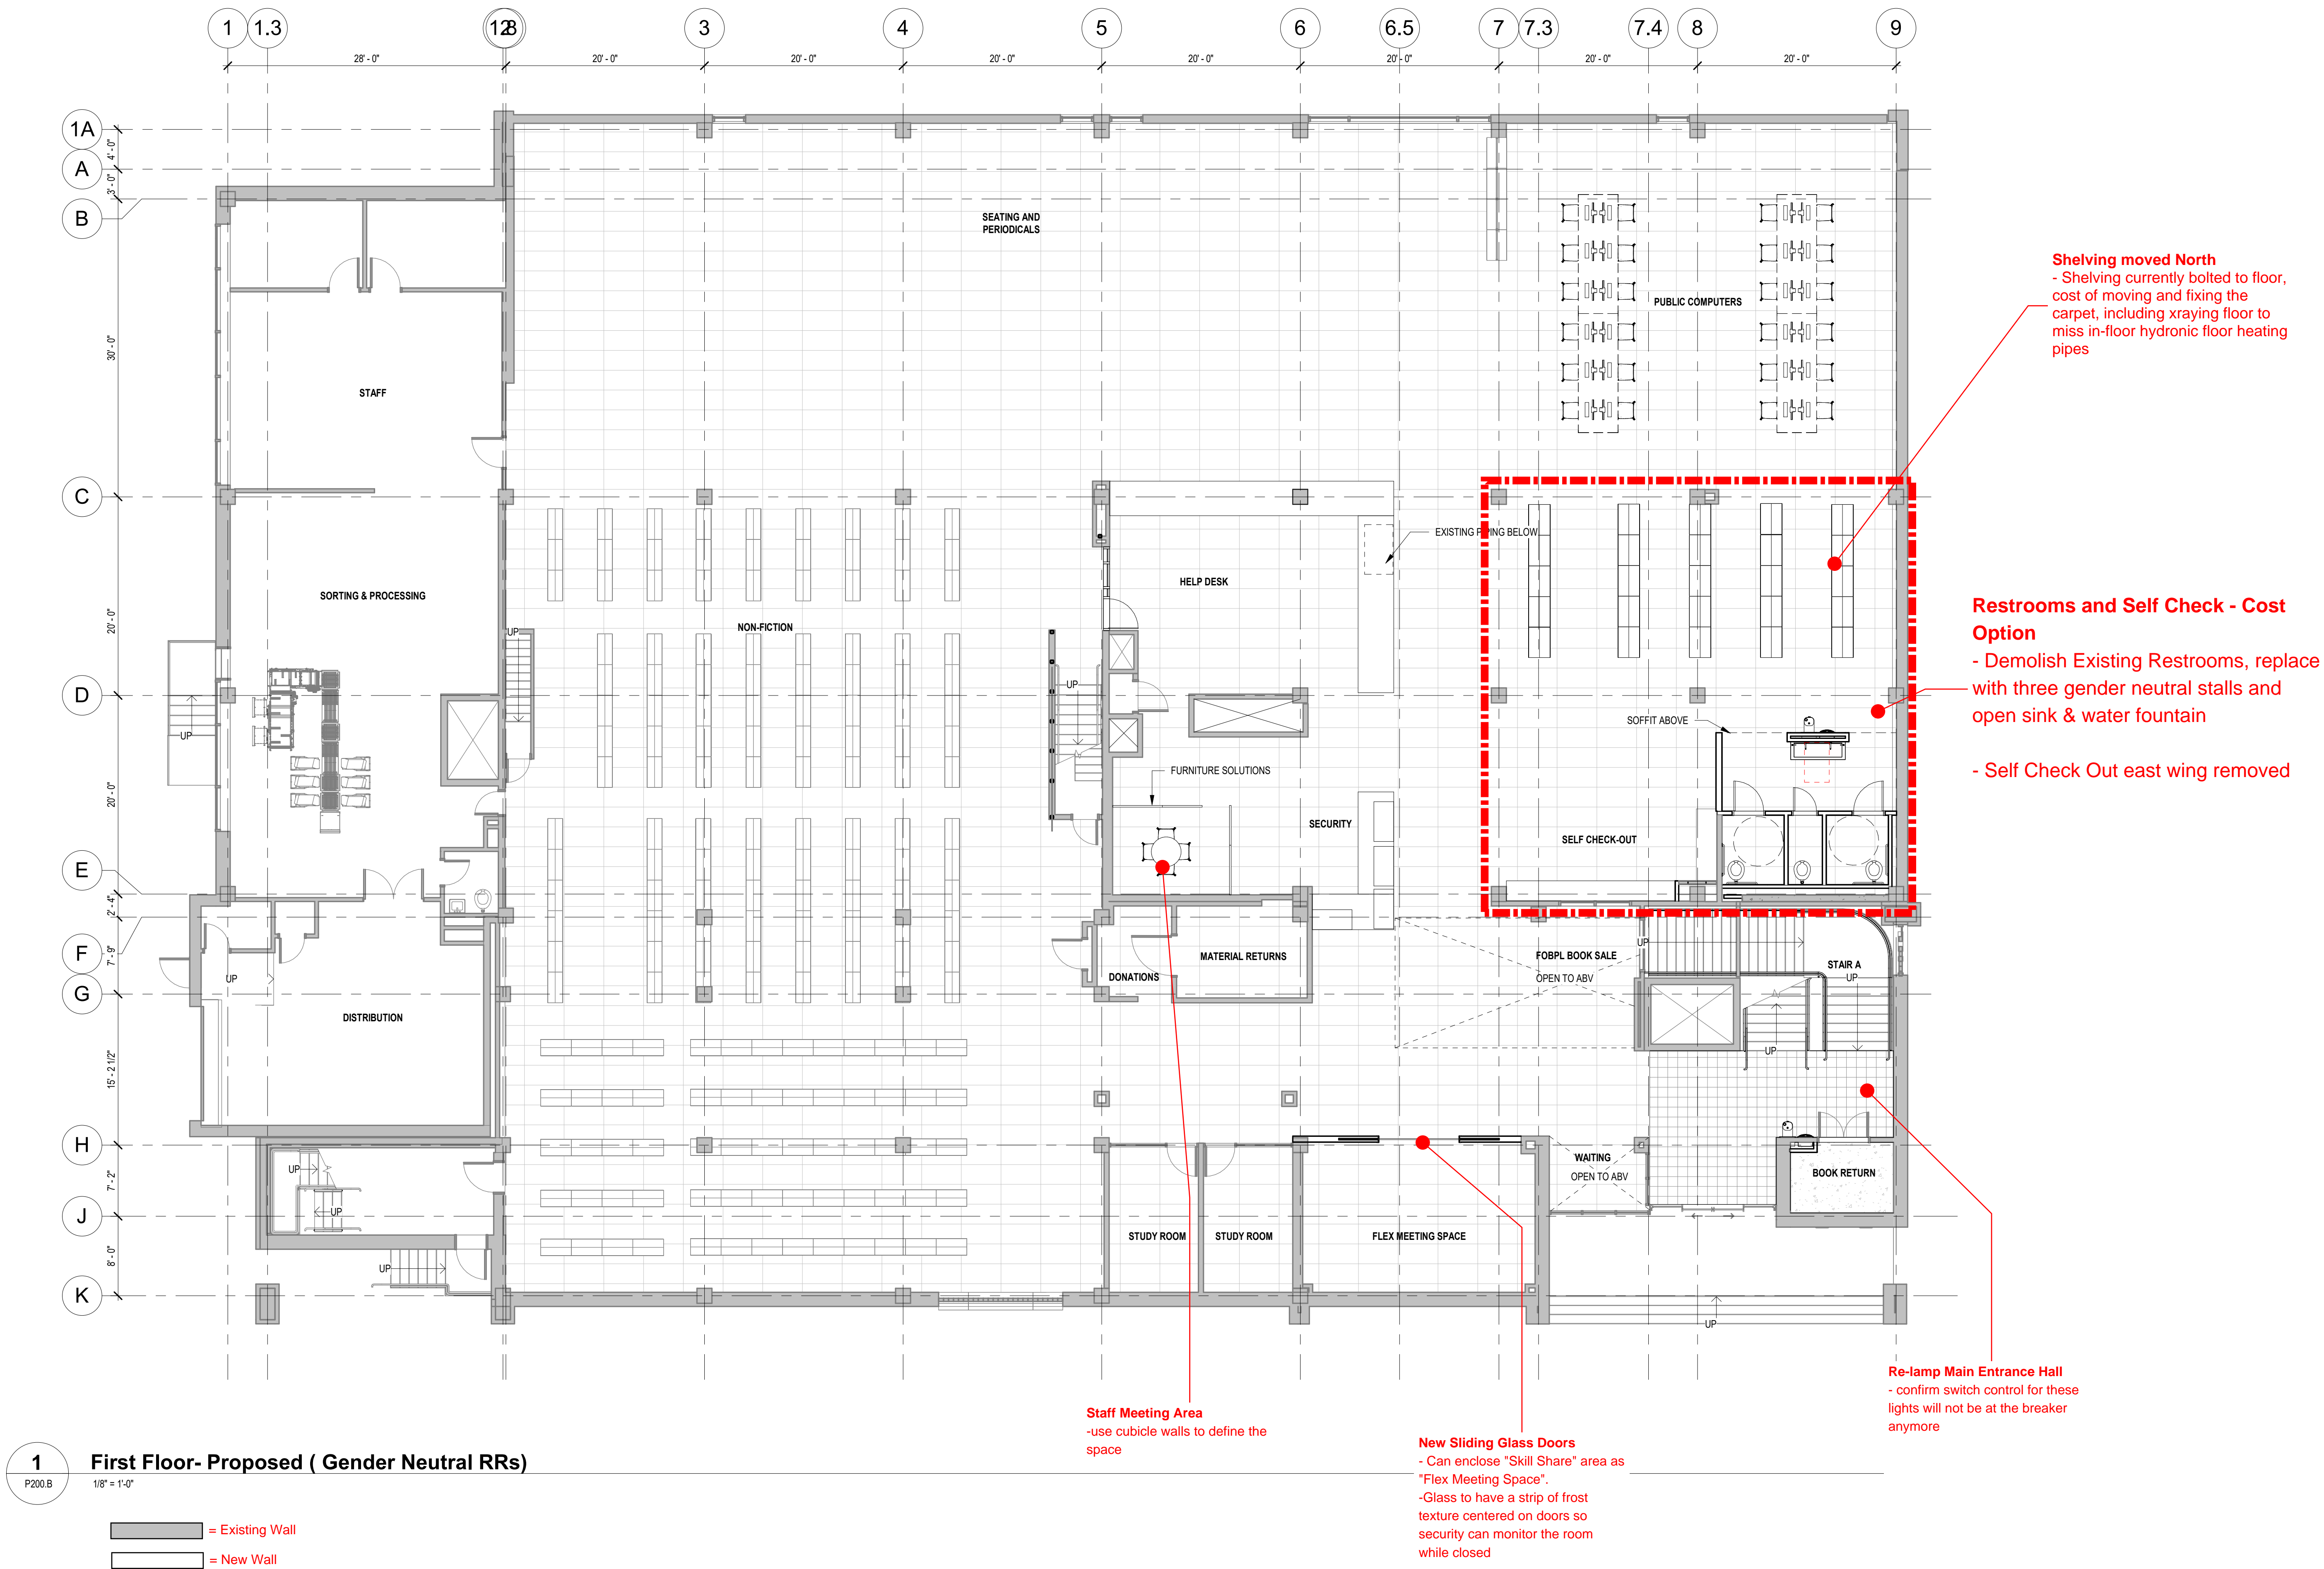 1 1.3 1.8 3 4 5 6 6.5 7 7.3 7.4 8 9
28' - 0" 20' - 0" 20' - 0" 20' - 0" 20' - 0" 20' - 0" 20' - 0" 20' - 0"
1A
4' - 0"
A
3' - 0"
B
30' - 0"
C
20' - 0"
D
20' - 0"
E
2' - 4"
F
7' - 9"
G
15' - 2 1/2"
H
7' - 2"
J
8' - 0"
K
SEATING AND
PERIODICALS
PUBLIC COMPUTERS
STAFF
EXISTING PIPING BELOW
HELP DESK
SORTING & PROCESSING
NON-FICTION
UP
UP
UP
SOFFIT ABOVE
FURNITURE SOLUTIONS
SECURITY
SELF CHECK-OUT
UP
DONATIONS
MATERIAL RETURNS
FOBPL BOOK SALE
OPEN TO ABV
UP
STAIR A
UP
UP
DISTRIBUTION
UP
UP
UP
WAITING
OPEN TO ABV
BOOK RETURN
STUDY ROOM
STUDY ROOM
FLEX MEETING SPACE
UP
UP
Shelving moved North
- Shelving currently bolted to floor,
cost of moving and fixing the
carpet, including xraying floor to
miss in-floor hydronic floor heating
pipes
Restrooms and Self Check - Cost
Option
- Demolish Existing Restrooms, replace
with three gender neutral stalls and
open sink & water fountain
- Self Check Out east wing removed
Re-lamp Main Entrance Hall
- confirm switch control for these
lights will not be at the breaker
anymore
Staff Meeting Area
-use cubicle walls to define the
space
New Sliding Glass Doors
- Can enclose "Skill Share" area as
"Flex Meeting Space".
-Glass to have a strip of frost
texture centered on doors so
security can monitor the room
while closed
1
P200.B
First Floor- Proposed ( Gender Neutral RRs)
1/8" = 1'-0"
= Existing Wall
= New Wall